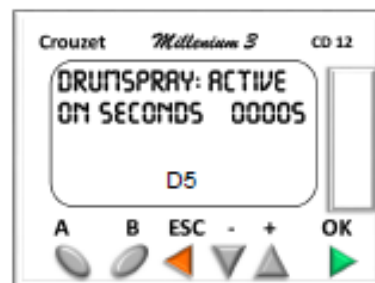 Crouzet Millenium 3 CD 12
DRUMSPRAY: ACTIVE
ON SECONDS 00005
D5
A B ESC - + OK